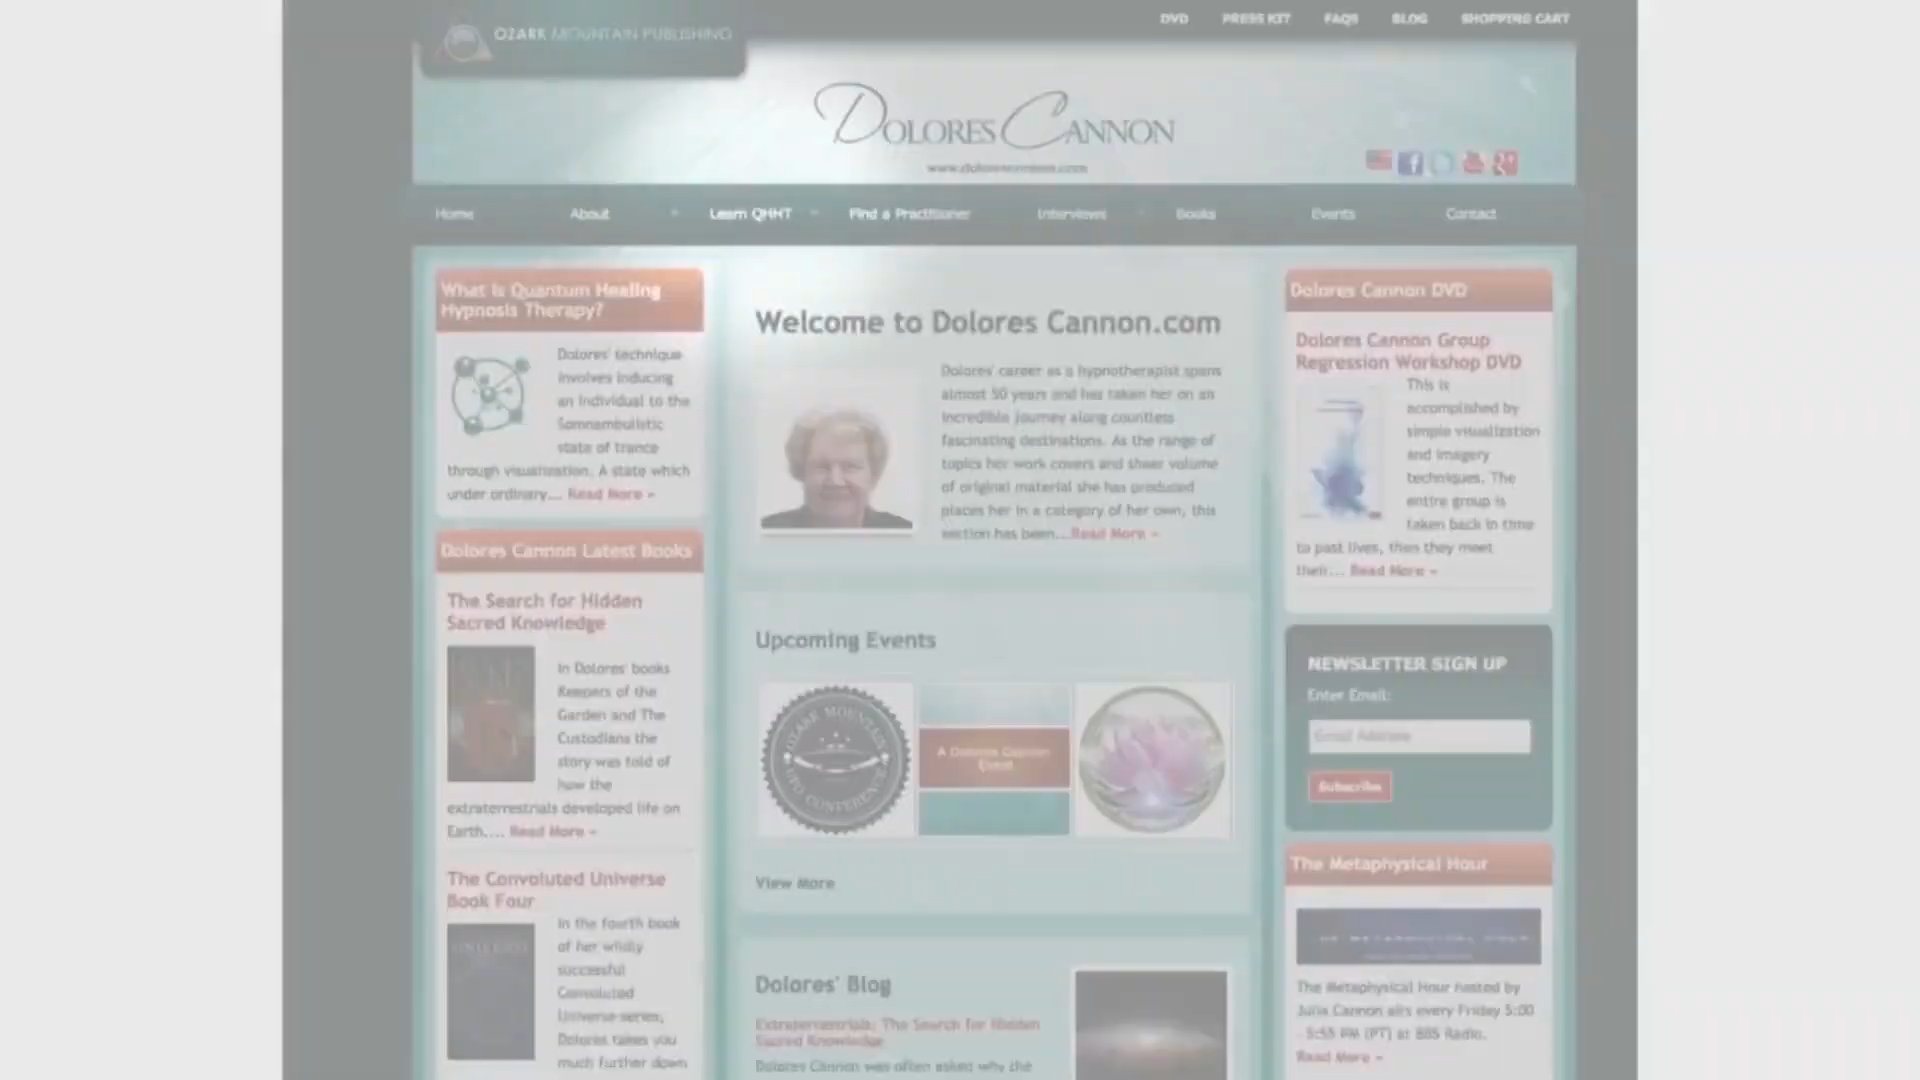 OZARK MOUNTAIN PUBLISHING
DVD PRESS KIT FAQS BLOG SHOPPING CART
DOLORES CANNON
Home About Learn QHHT Find a Practitioner Interviews Books Events Contact
What is Quantum Healing
Hypnosis Therapy?
Dolores' technique
involves inducing
an individual to the
Somnambulistic
state of trance
through visualization. A state which
under ordinary... Read More »
Dolores Cannon Latest Books
The Search for Hidden
Sacred Knowledge
In Dolores' books
Keepers of the
Garden and The
Custodians the
story was told of
how the
extraterrestrials developed life on
Earth.... Read More »
The Convoluted Universe
Book Four
In the fourth book
of her wildly
successful
Convoluted
Universe series,
Dolores takes you
much further down
Welcome to Dolores Cannon.com
Dolores' career as a hypnotherapist spans
almost 50 years and has taken her on an
incredible journey along countless
fascinating destinations. As the range of
topics her work covers and sheer volume
of original material she has produced
places her in a category of her own, this
section has been...Read More »
Upcoming Events
OZARK MOUNTAIN
UFO CONFERENCE
A Dolores Cannon
Event
View More
Dolores' Blog
Extraterrestrials: The Search for Hidden
Sacred Knowledge
Dolores Cannon was often asked why the
Dolores Cannon DVD
Dolores Cannon Group
Regression Workshop DVD
This is
accomplished by
simple visualization
and imagery
techniques. The
entire group is
taken back in time
to past lives, then they meet
their... Read More »
NEWSLETTER SIGN UP
Enter Email:
Email Address
Subscribe
The Metaphysical Hour
The Metaphysical Hour hosted by
Julia Cannon airs every Friday 5:00
- 5:55 PM (PT) at BBS Radio.
Read More »